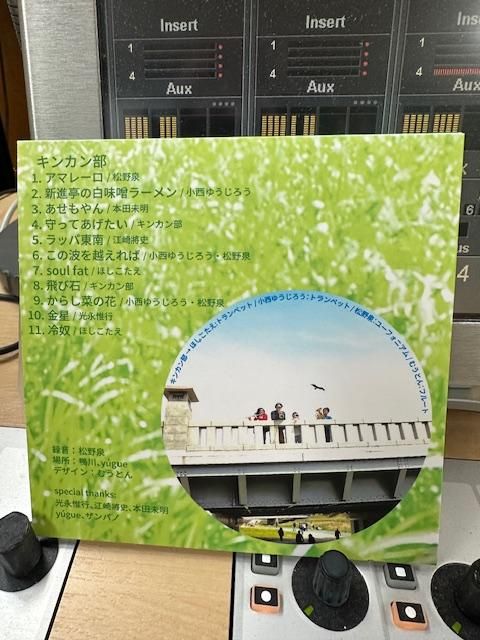 Insert
Insert
Ins
1
4
1
4
1
4
Aux
Aux
Aux
6
us
4
キンカン部
1. アマレーロ / 松野泉
2. 新進亭の白味噌ラーメン / 小西ゆうじろう
3. あせもやん / 本田未明
4. 守ってあげたい / キンカン部
5. ラッパ東南 / 江崎將史
6. この波を越えれば / 小西ゆうじろう・松野泉
7. soul fat / ほしこたえ
8. 飛び石 / キンカン部
9. からし菜の花 / 小西ゆうじろう・松野泉
10. 金星 / 光永惟行
11. 冷奴 / ほしこたえ
キンカン部→ほしこたえ:トランペット / 小西ゆうじろう:トランペット / 松野泉:ユーフォニアム / むうとん:フルート
録音：松野泉
場所：鴨川、yúgue
デザイン：むうとん
special thanks:
光永惟行、江崎將史、本田未明
yúgue、ザンパノ